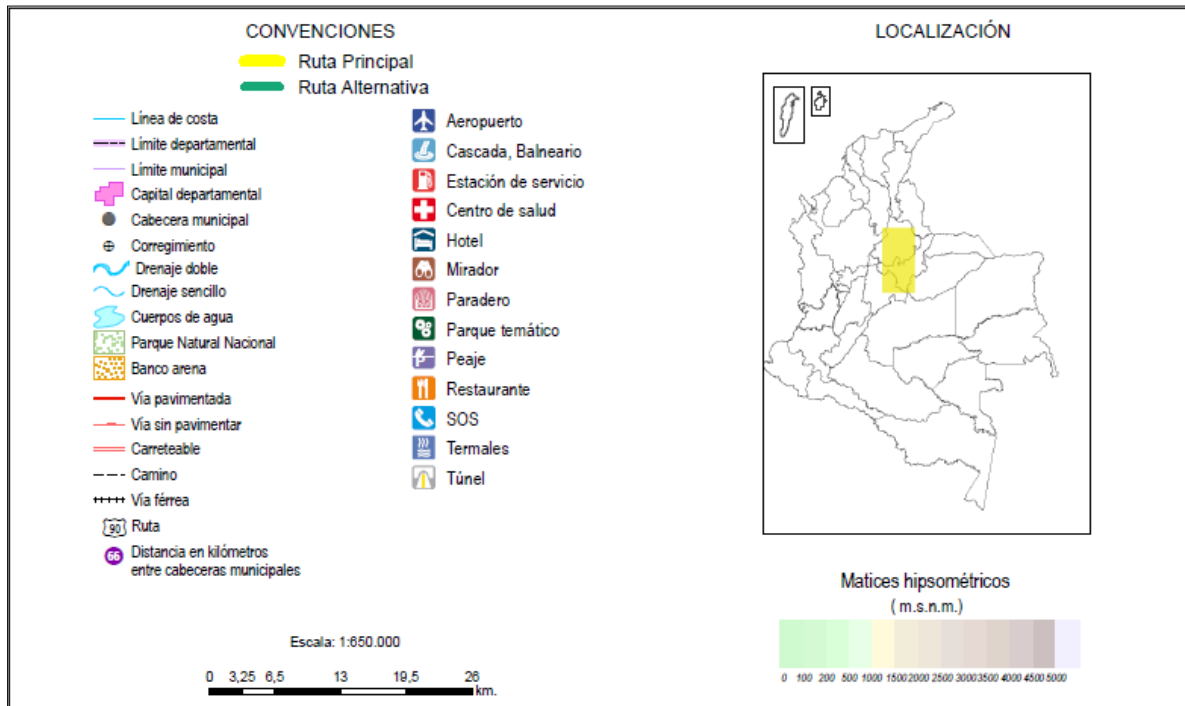 CONVENCIONES
Ruta Principal
Ruta Alternativa
Línea de costa
Límite departamental
Límite municipal
Capital departamental
Cabecera municipal
Corregimiento
Drenaje doble
Drenaje sencillo
Cuerpos de agua
Parque Natural Nacional
Banco arena
Vía pavimentada
Vía sin pavimentar
Carreteable
Camino
Vía férrea
90 Ruta
66 Distancia en kilómetros
entre cabeceras municipales
Aeropuerto
Cascada, Balneario
Estación de servicio
Centro de salud
Hotel
Mirador
Paradero
Parque temático
Peaje
Restaurante
SOS
Termales
Túnel
Escala: 1:650.000
0 3,25 6,5 13 19,5 26
km.
LOCALIZACIÓN
Matices hipsométricos
( m.s.n.m.)
0 100 200 500 1000 1500 2000 2500 3000 3500 4000 4500 5000